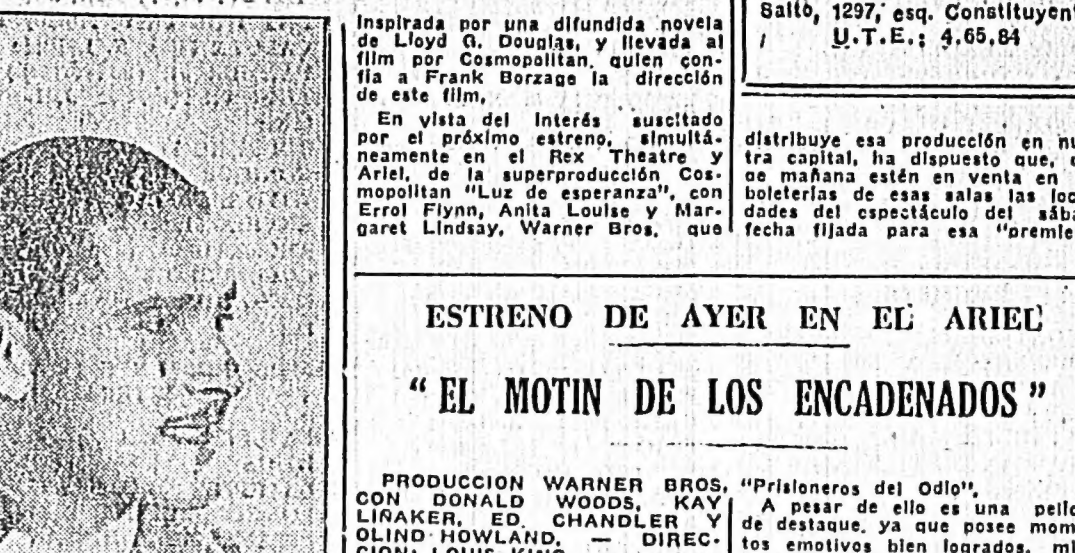 Inspirada por una difundida novela
de Lloyd G. Douglas, y llevada al
film por Cosmopolitan, quien con-
fía a Frank Borzage la dirección
de este film.
En vista del interés suscitado
por el próximo estreno, simultá-
neamente en el Rex Theatre y
Ariel, de la superproducción Cos-
mopolitan "Luz de esperanza", con
Errol Flynn, Anita Louise y Mar-
garet Lindsay, Warner Bros, que
Salto, 1297, esq. Constituyen
U.T.E.: 4.65.84
distribuye esa producción en nu
tra capital, ha dispuesto que,
de mañana estén en venta en
boleterías de esas salas las loc
dades del espectáculo del sába
fecha fijada para esa "premie
ESTRENO DE AYER EN EL ARIEL
"EL MOTIN DE LOS ENCADENADOS"
PRODUCCION WARNER BROS,
CON DONALD WOODS, KAY
LIÑAKER, ED. CHANDLER Y
OLIND HOWLAND. — DIREC-
CION: LOUIS KING
"Prisioneros del Odio".
A pesar de ello es una pelíc
de destaque, ya que posee mom
tos emotivos bien logrados, mi